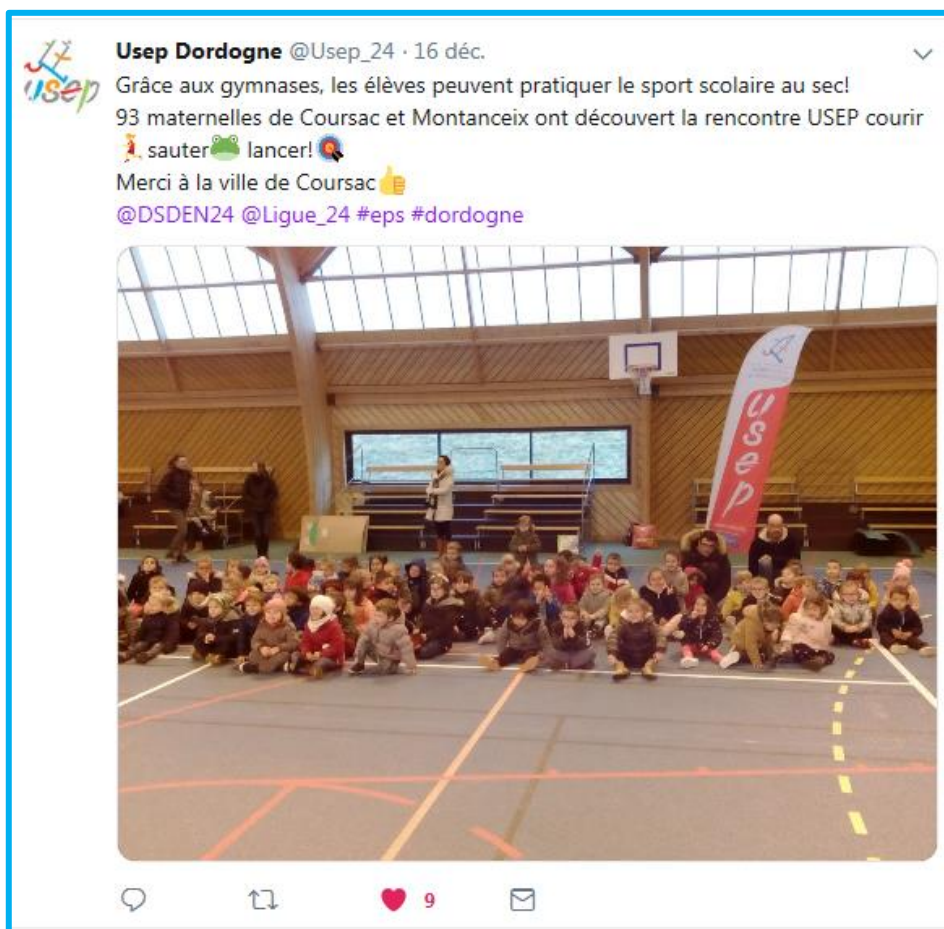 usep
Usep Dordogne @Usep_24 · 16 déc.
Grâce aux gymnases, les élèves peuvent pratiquer le sport scolaire au sec!
93 maternelles de Coursac et Montanceix ont découvert la rencontre USEP courir
🏃 sauter🐸 lancer!🎯
Merci à la ville de Coursac👍
@DSDEN24 @Ligue_24 #eps #dordogne
usep
9